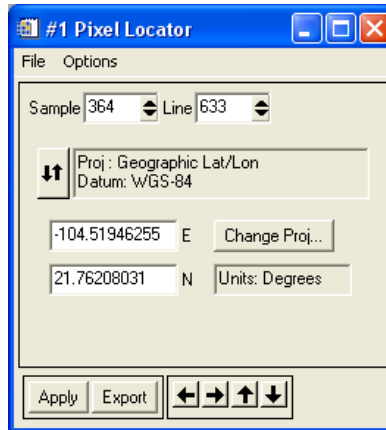 #1 Pixel Locator
File Options
Sample 364 Line 633
Proj : Geographic Lat/Lon
Datum: WGS-84
-104.51946255 E Change Proj...
21.76208031 N Units: Degrees
Apply Export